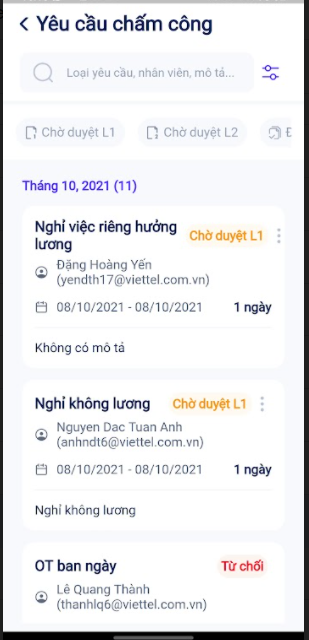 Yêu cầu chấm công
Loại yêu cầu, nhân viên, mô tả...
Chờ duyệt L1
Chờ duyệt L2
Đ
Tháng 10, 2021 (11)
Nghỉ việc riêng hưởng
lương
Chờ duyệt L1
Đặng Hoàng Yến
(yendth17@viettel.com.vn)
08/10/2021 - 08/10/2021
1 ngày
Không có mô tả
Nghỉ không lương
Chờ duyệt L1
Nguyen Dac Tuan Anh
(anhndt6@viettel.com.vn)
08/10/2021 - 08/10/2021
1 ngày
Nghỉ không lương
OT ban ngày
Từ chối
Lê Quang Thành
(thanhlq6@viettel.com.vn)